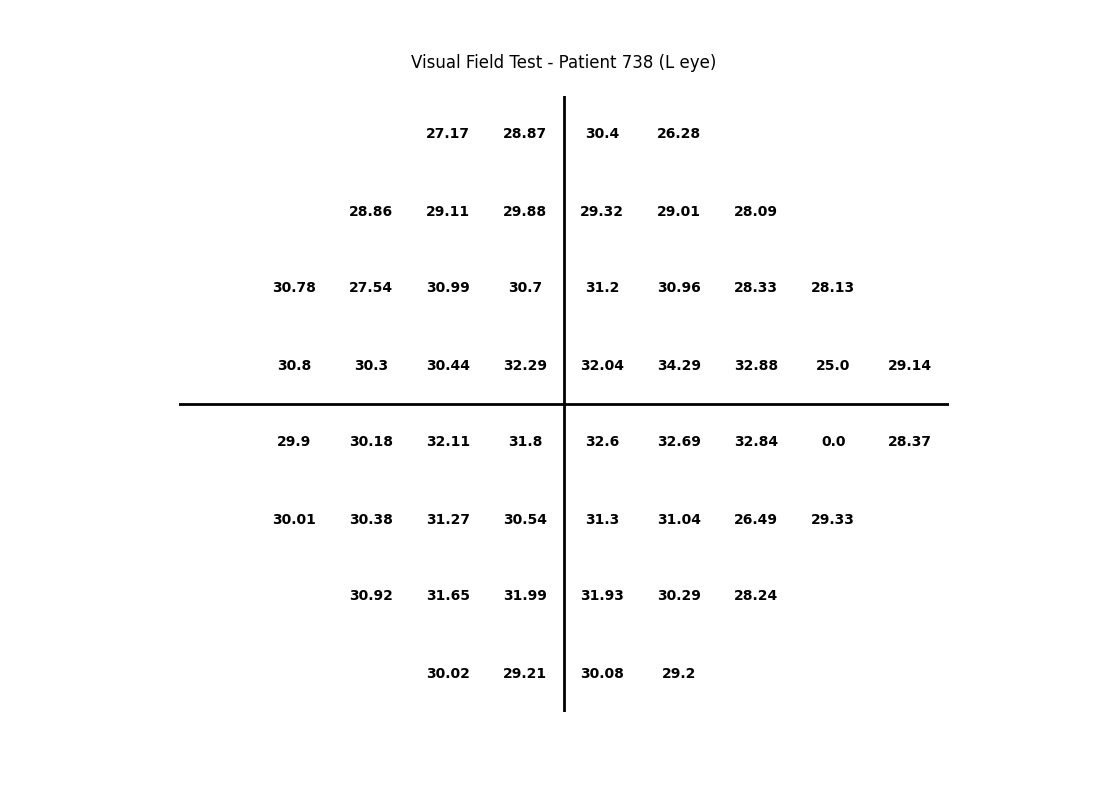 Visual Field Test - Patient 738 (L eye)
27.17 28.87 30.4 26.28
28.86 29.11 29.88 29.32 29.01 28.09
30.78 27.54 30.99 30.7 31.2 30.96 28.33 28.13
30.8 30.3 30.44 32.29 32.04 34.29 32.88 25.0 29.14
29.9 30.18 32.11 31.8 32.6 32.69 32.84 0.0 28.37
30.01 30.38 31.27 30.54 31.3 31.04 26.49 29.33
30.92 31.65 31.99 31.93 30.29 28.24
30.02 29.21 30.08 29.2